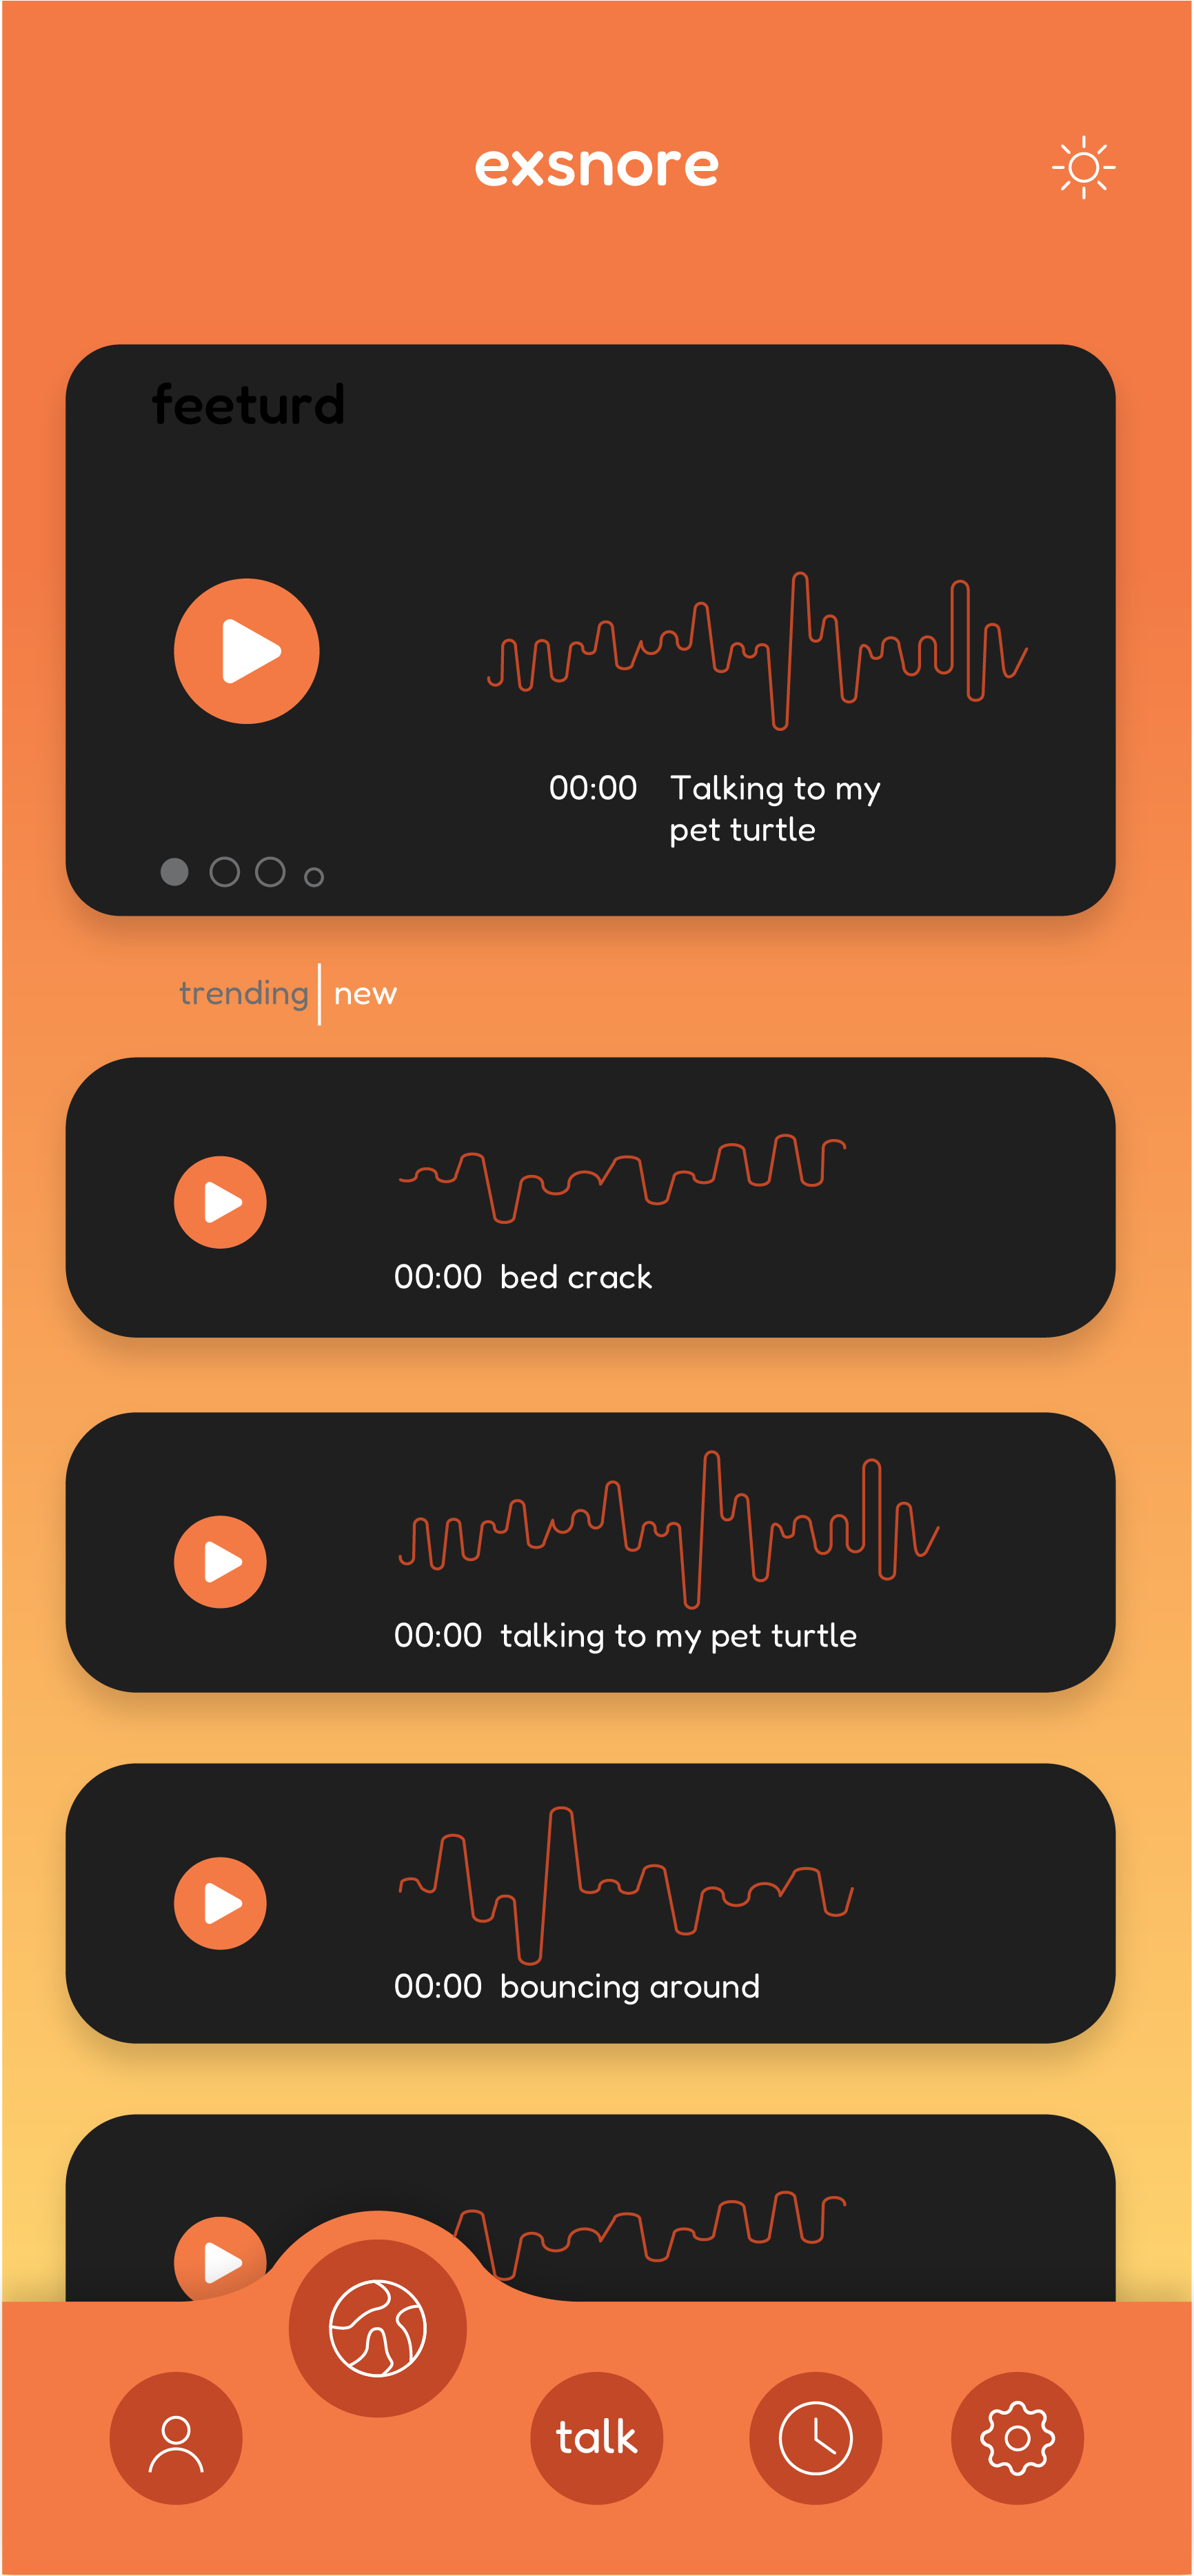 exsnore
feeturd
00:00 Talking to my
pet turtle
trending | new
00:00 bed crack
00:00 talking to my pet turtle
00:00 bouncing around
talk